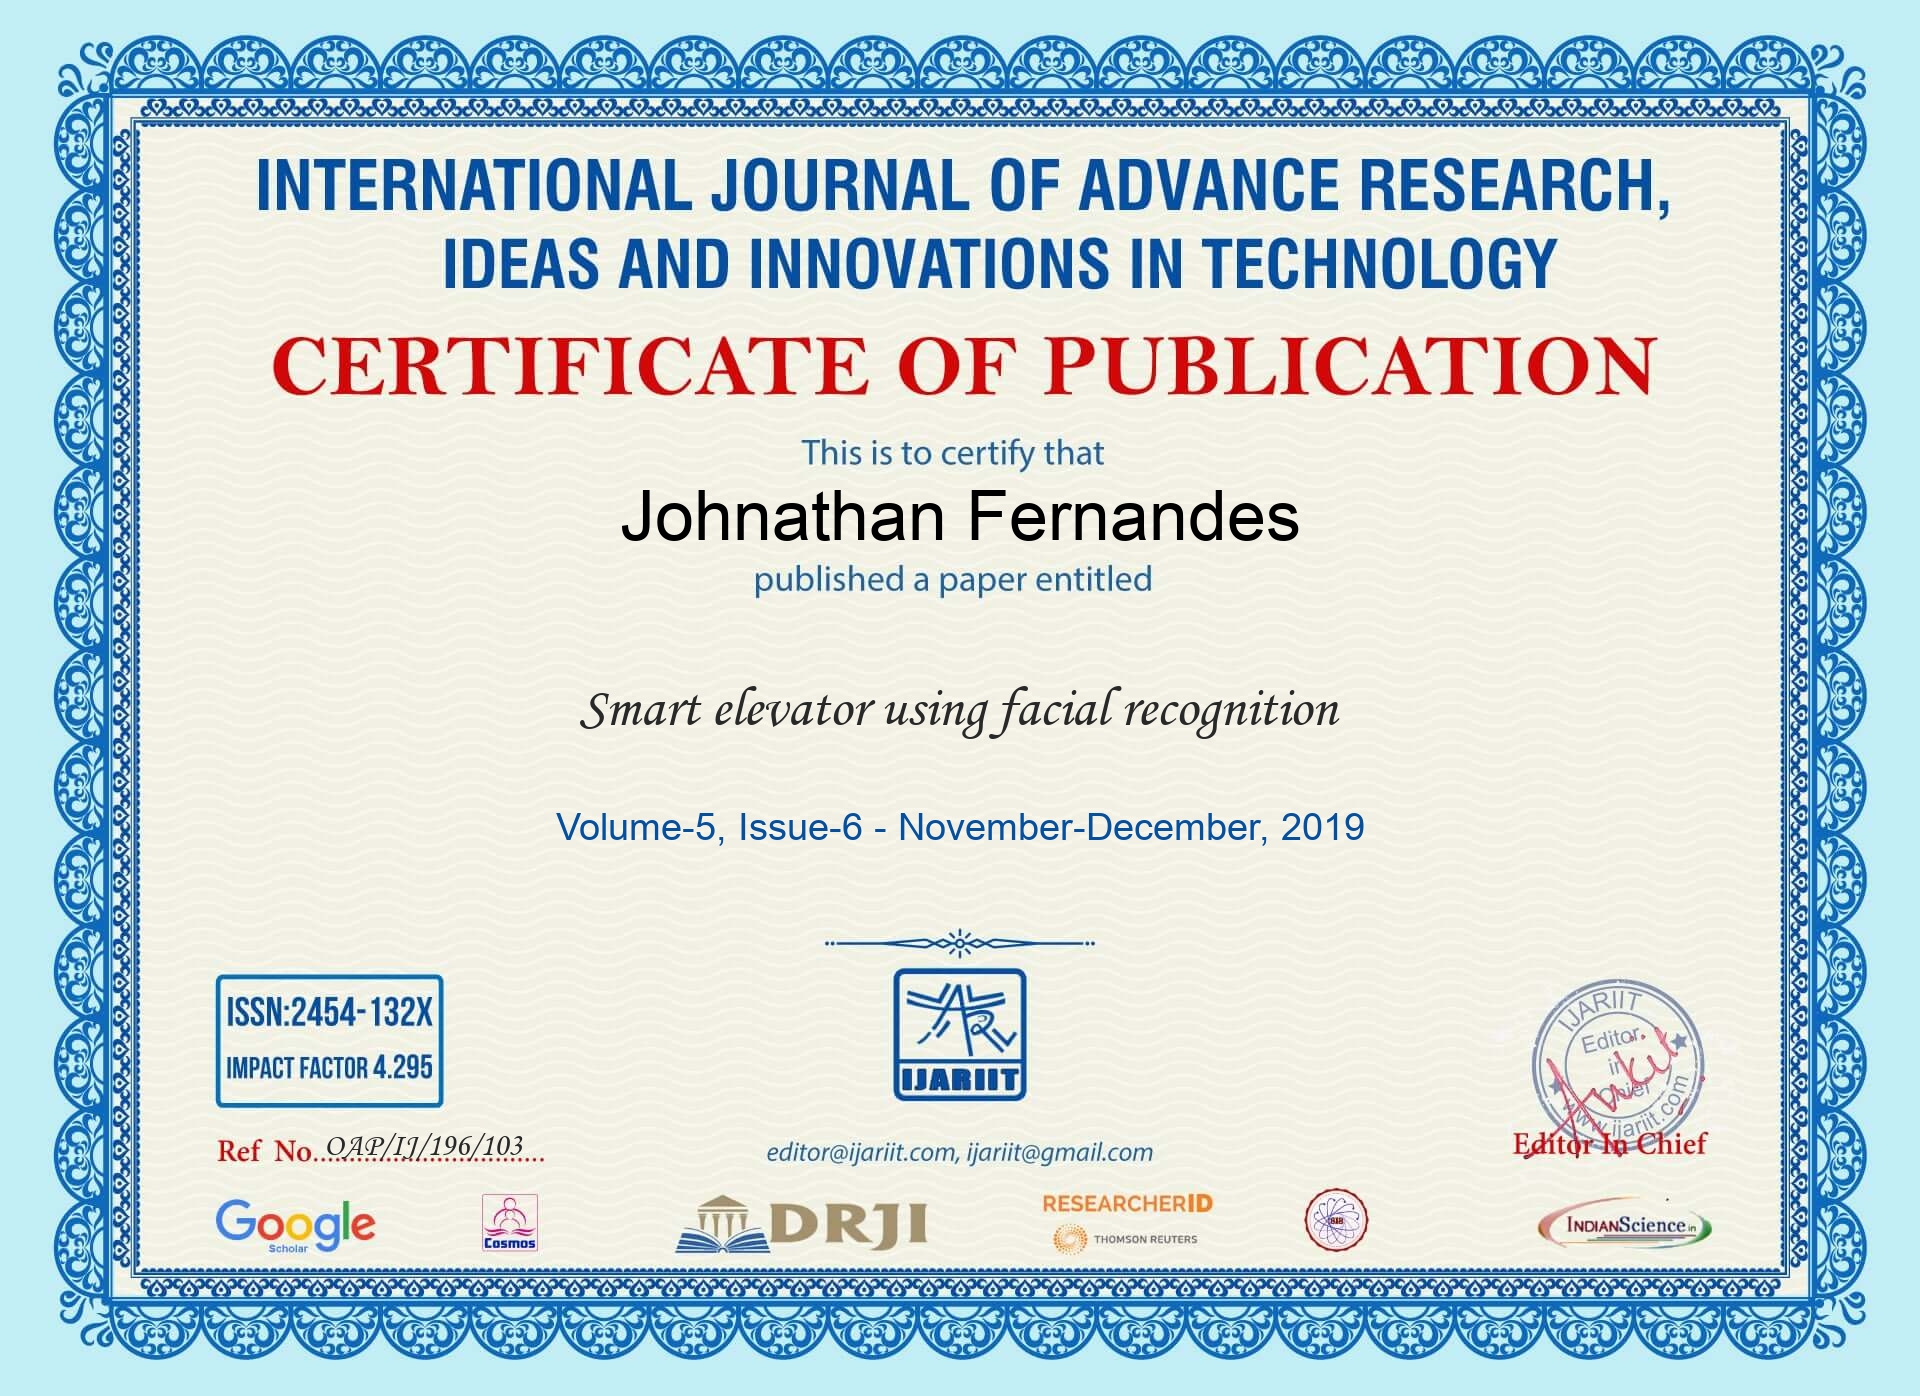 INTERNATIONAL JOURNAL OF ADVANCE RESEARCH,
IDEAS AND INNOVATIONS IN TECHNOLOGY
CERTIFICATE OF PUBLICATION
This is to certify that
Johnathan Fernandes
published a paper entitled
Smart elevator using facial recognition
Volume-5, Issue-6 - November-December, 2019
ISSN:2454-132X
IMPACT FACTOR 4.295
IJARIIT
IJARIIT
Editor
in
Chief
www.ijariit.com
Ankit
Ref No. OAP/IJ/196/103
editor@ijariit.com, ijariit@gmail.com
Editor In Chief
Google
Scholar
Cosmos
DRJI
RESEARCHERID
THOMSON REUTERS
INDIANScience.in